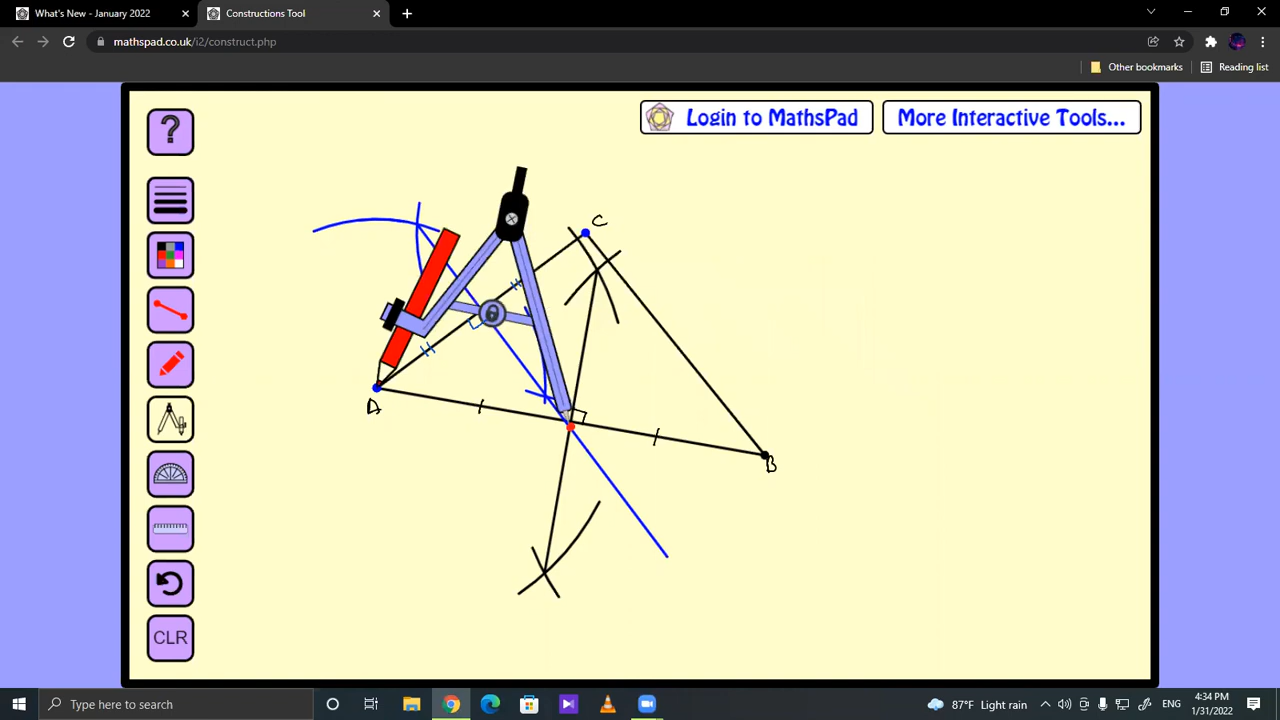 What's New - January 2022
Constructions Tool
mathspad.co.uk/i2/construct.php
Other bookmarks
Reading list
?
Login to MathsPad
More Interactive Tools...
C
A
B
CLR
Type here to search
87°F Light rain
ENG
4:34 PM
1/31/2022